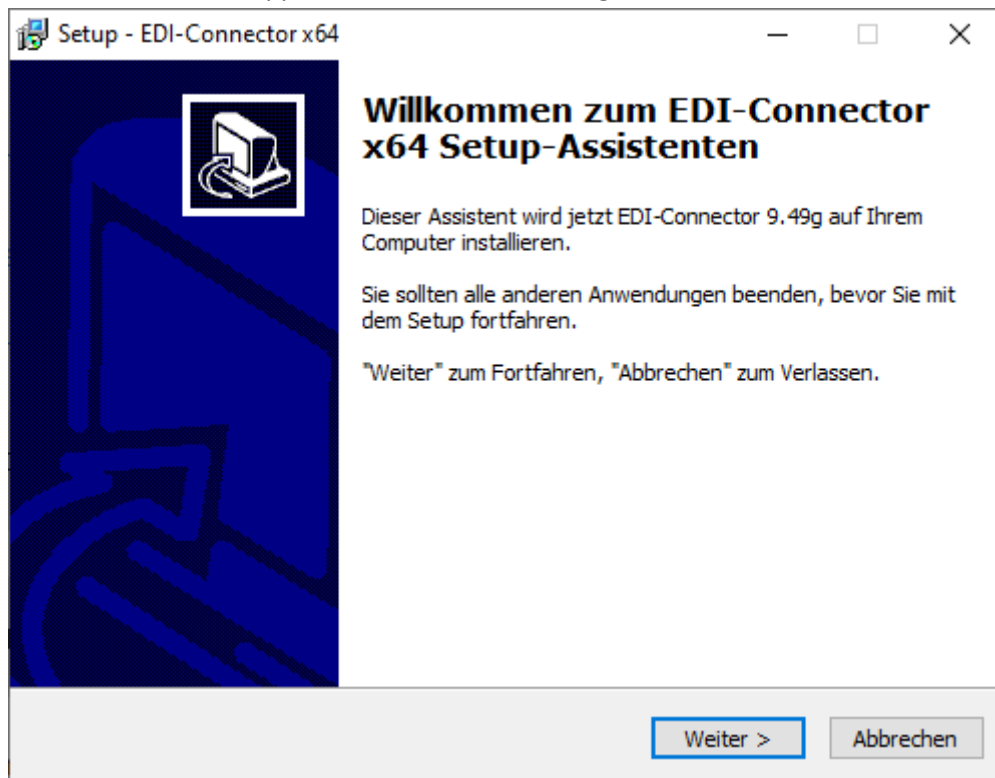 Setup - EDI-Connector x64
Willkommen zum EDI-Connector
x64 Setup-Assistenten
Dieser Assistent wird jetzt EDI-Connector 9.49g auf Ihrem
Computer installieren.
Sie sollten alle anderen Anwendungen beenden, bevor Sie mit
dem Setup fortfahren.
"Weiter" zum Fortfahren, "Abbrechen" zum Verlassen.
Weiter >
Abbrechen